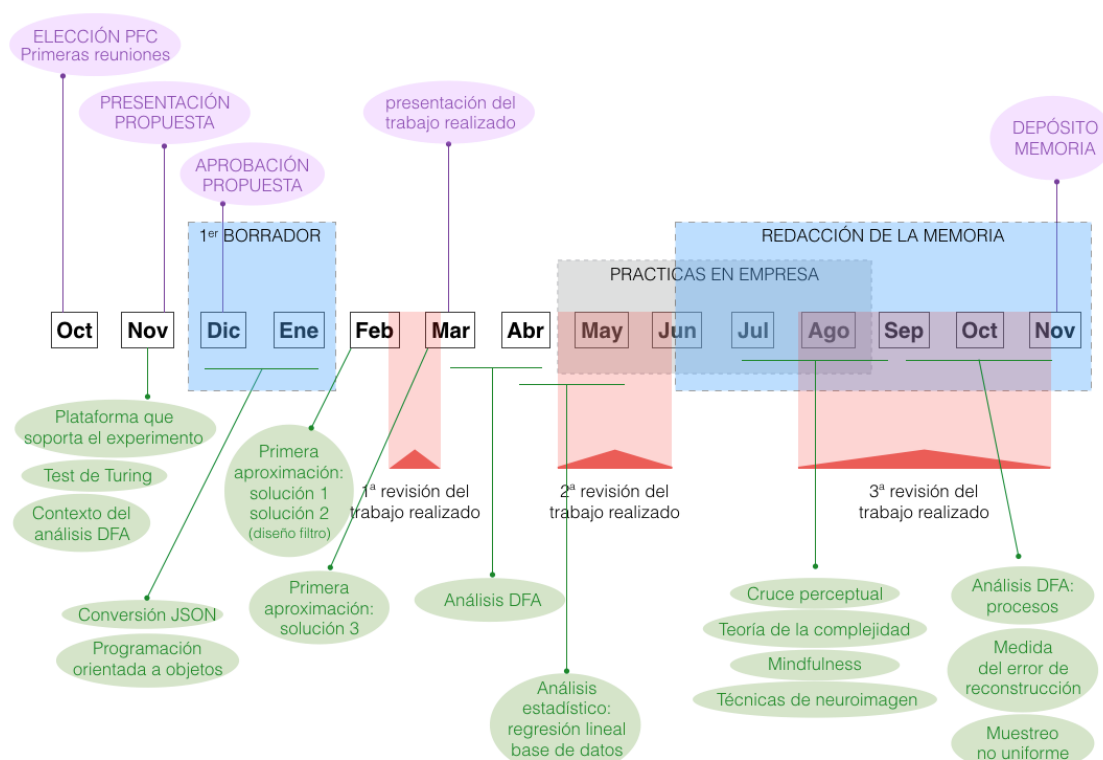 ELECCIÓN PFC
Primeras reuniones
PRESENTACIÓN
PROPUESTA
APROBACIÓN
PROPUESTA
presentación del
trabajo realizado
DEPÓSITO
MEMORIA
1er BORRADOR
REDACCIÓN DE LA MEMORIA
PRACTICAS EN EMPRESA
Oct
Nov
Dic
Ene
Feb
Mar
Abr
May
Jun
Jul
Ago
Sep
Oct
Nov
Plataforma que
soporta el experimento
Test de Turing
Contexto del
análisis DFA
Conversión JSON
Programación
orientada a objetos
Primera
aproximación:
solución 1
solución 2
(diseño filtro)
Primera
aproximación:
solución 3
1ª revisión del
trabajo realizado
Análisis DFA
2ª revisión del
trabajo realizado
Análisis
estadístico:
regresión lineal
base de datos
3ª revisión del
trabajo realizado
Cruce perceptual
Teoría de la complejidad
Mindfulness
Técnicas de neuroimagen
Análisis DFA:
procesos
Medida
del error de
reconstrucción
Muestreo
no uniforme